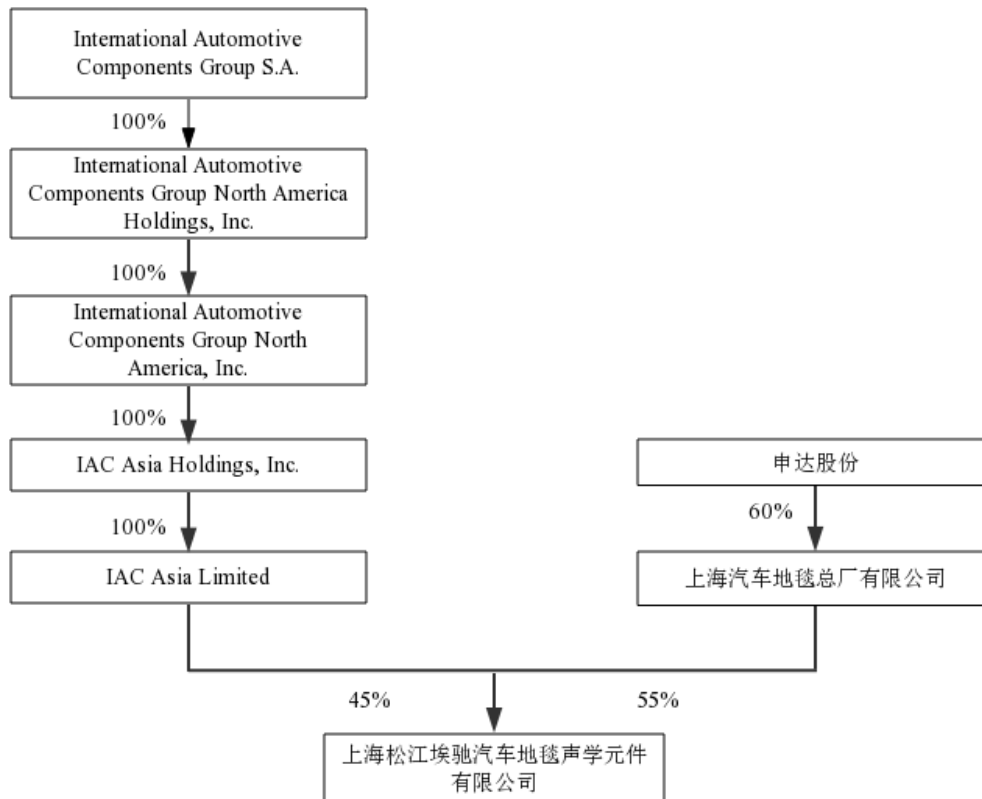 International Automotive
Components Group S.A.
100%
International Automotive
Components Group North America
Holdings, Inc.
100%
International Automotive
Components Group North
America, Inc.
100%
IAC Asia Holdings, Inc.
100%
IAC Asia Limited
申达股份
60%
上海汽车地毯总厂有限公司
45%
55%
上海松江埃驰汽车地毯声学元件
有限公司